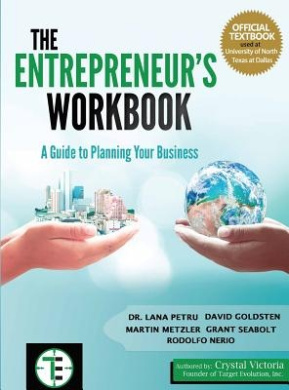 THE
ENTREPRENEUR'S
WORKBOOK
A Guide to Planning Your Business
OFFICIAL
TEXTBOOK
used at
University of North
Texas at Dallas
DR. LANA PETRU DAVID GOLDSTEN
MARTIN METZLER GRANT SEABOLT
RODOLFO NERIO
Authored by: Crystal Victoria
Founder of Target Evolution, Inc.
TE